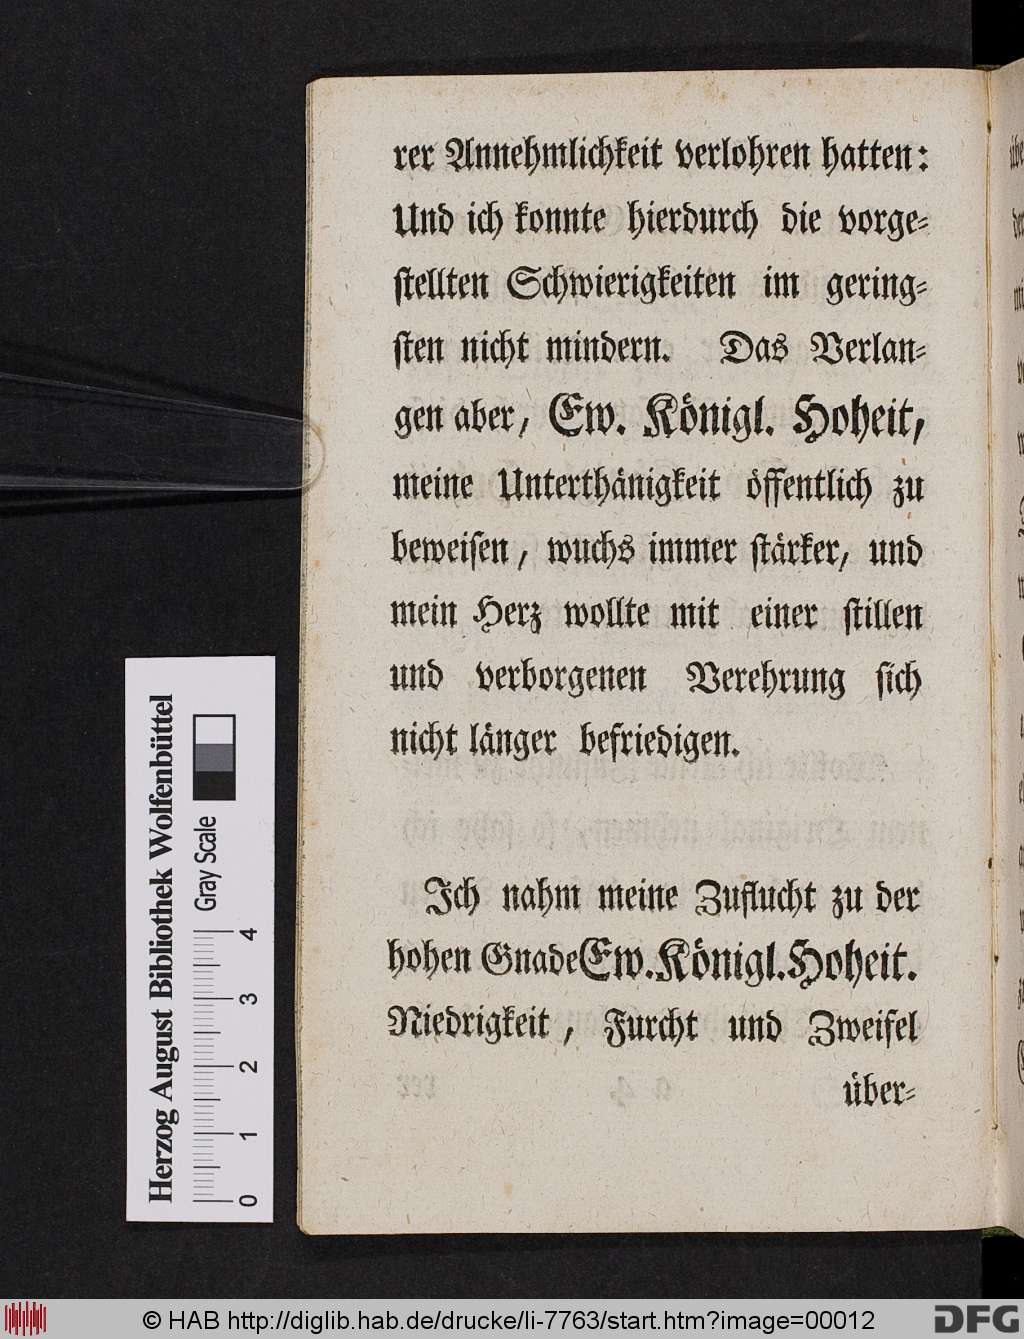 rer Annehmlichkeit verlohren hatten:
Und ich konnte hierdurch die vorge⸗
ſtellten Schwierigkeiten im gering⸗
ſten nicht mindern. Das Verlan⸗
gen aber, Ew. Königl. Hoheit,
meine Unterthänigkeit öffentlich zu
beweiſen, wuchs immer ſtärker, und
mein Herz wollte mit einer ſtillen
und verborgenen Verehrung ſich
nicht länger befriedigen.
Ich nahm meine Zuflucht zu der
hohen Gnade Ew. Königl. Hoheit.
Niedrigkeit, Furcht und Zweifel
über⸗
Herzog August Bibliothek Wolfenbüttel
Gray Scale
0 1 2 3 4
© HAB http://diglib.hab.de/drucke/li-7763/start.htm?image=00012
DFG